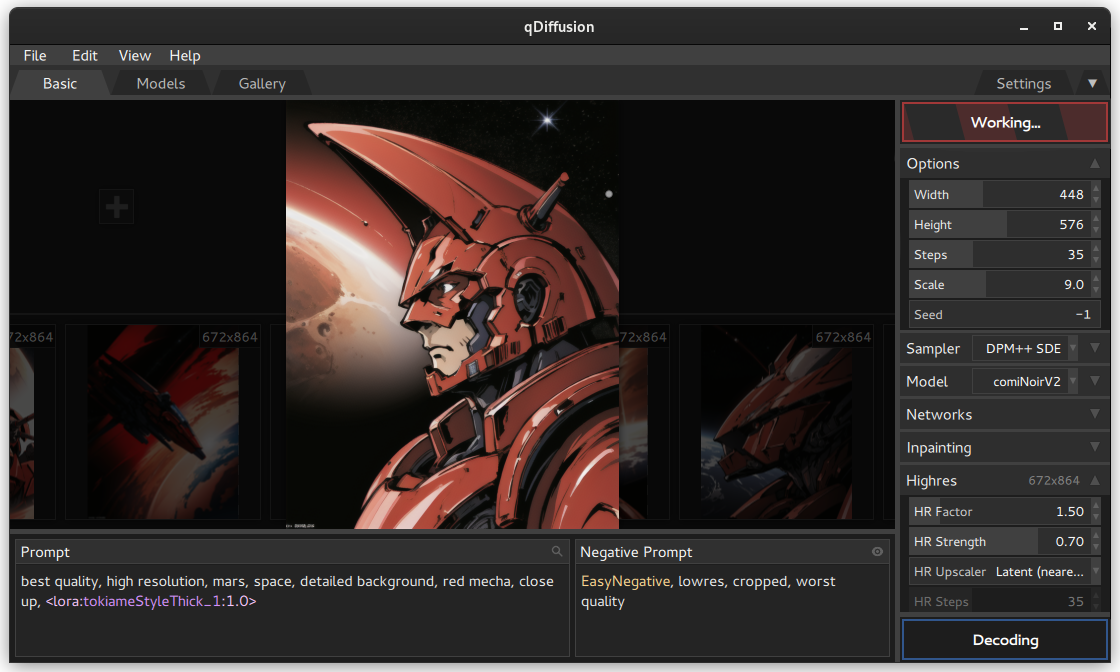 qDiffusion
File Edit View Help
Basic Models Gallery Settings
Working...
Options
Width 448
Height 576
Steps 35
Scale 9.0
Seed −1
Sampler DPM++ SDE
Model comiNoirV2
Networks
Inpainting
Highres 672x864
HR Factor 1.50
HR Strength 0.70
HR Upscaler Latent (neare...
HR Steps 35
Decoding
72x864
672x864
672x864
672x864
Prompt
best quality, high resolution, mars, space, detailed background, red mecha, close
up, <lora:tokiameStyleThick_1:1.0>
Negative Prompt
EasyNegative, lowres, cropped, worst
quality